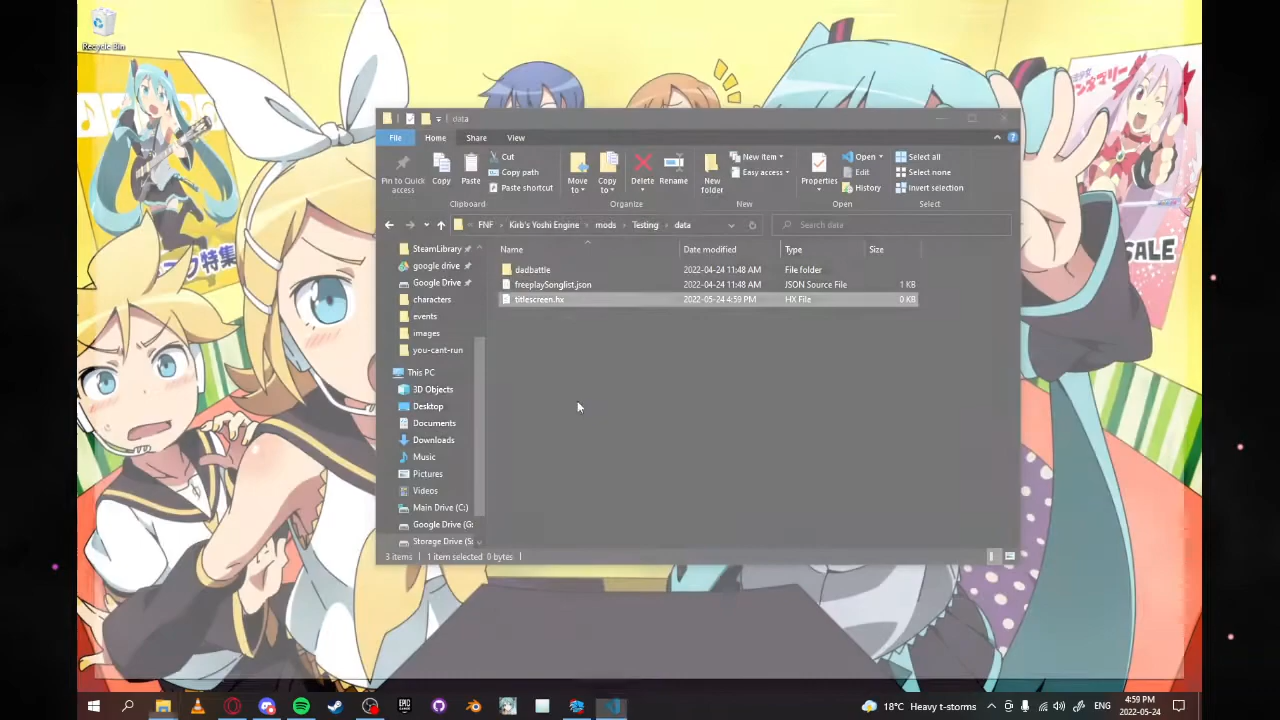 Recycle Bin
data
File
Home
Share
View
Pin to Quick access
Copy
Paste
Cut
Copy path
Paste shortcut
Move to
Copy to
Delete
Rename
New folder
New item
Easy access
Properties
Open
Edit
History
Select all
Select none
Invert selection
Clipboard
Organize
New
Open
Select
FNF
Kirb's Yoshi Engine
mods
Testing
data
Search data
Name
Date modified
Type
Size
dadbattle
2022-04-24 11:48 AM
File folder
freeplaySonglist.json
2022-04-24 11:48 AM
JSON Source File
1 KB
titlescreen.hx
2022-05-24 4:59 PM
HX File
0 KB
SteamLibrary
google drive
Google Drive
characters
events
images
you-cant-run
This PC
3D Objects
Desktop
Documents
Downloads
Music
Pictures
Videos
Main Drive (C:)
Google Drive (G:
Storage Drive (S:
3 items
1 item selected 0 bytes
SALE
EPIC GAMES
18°C Heavy t-storms
ENG
4:59 PM
2022-05-24